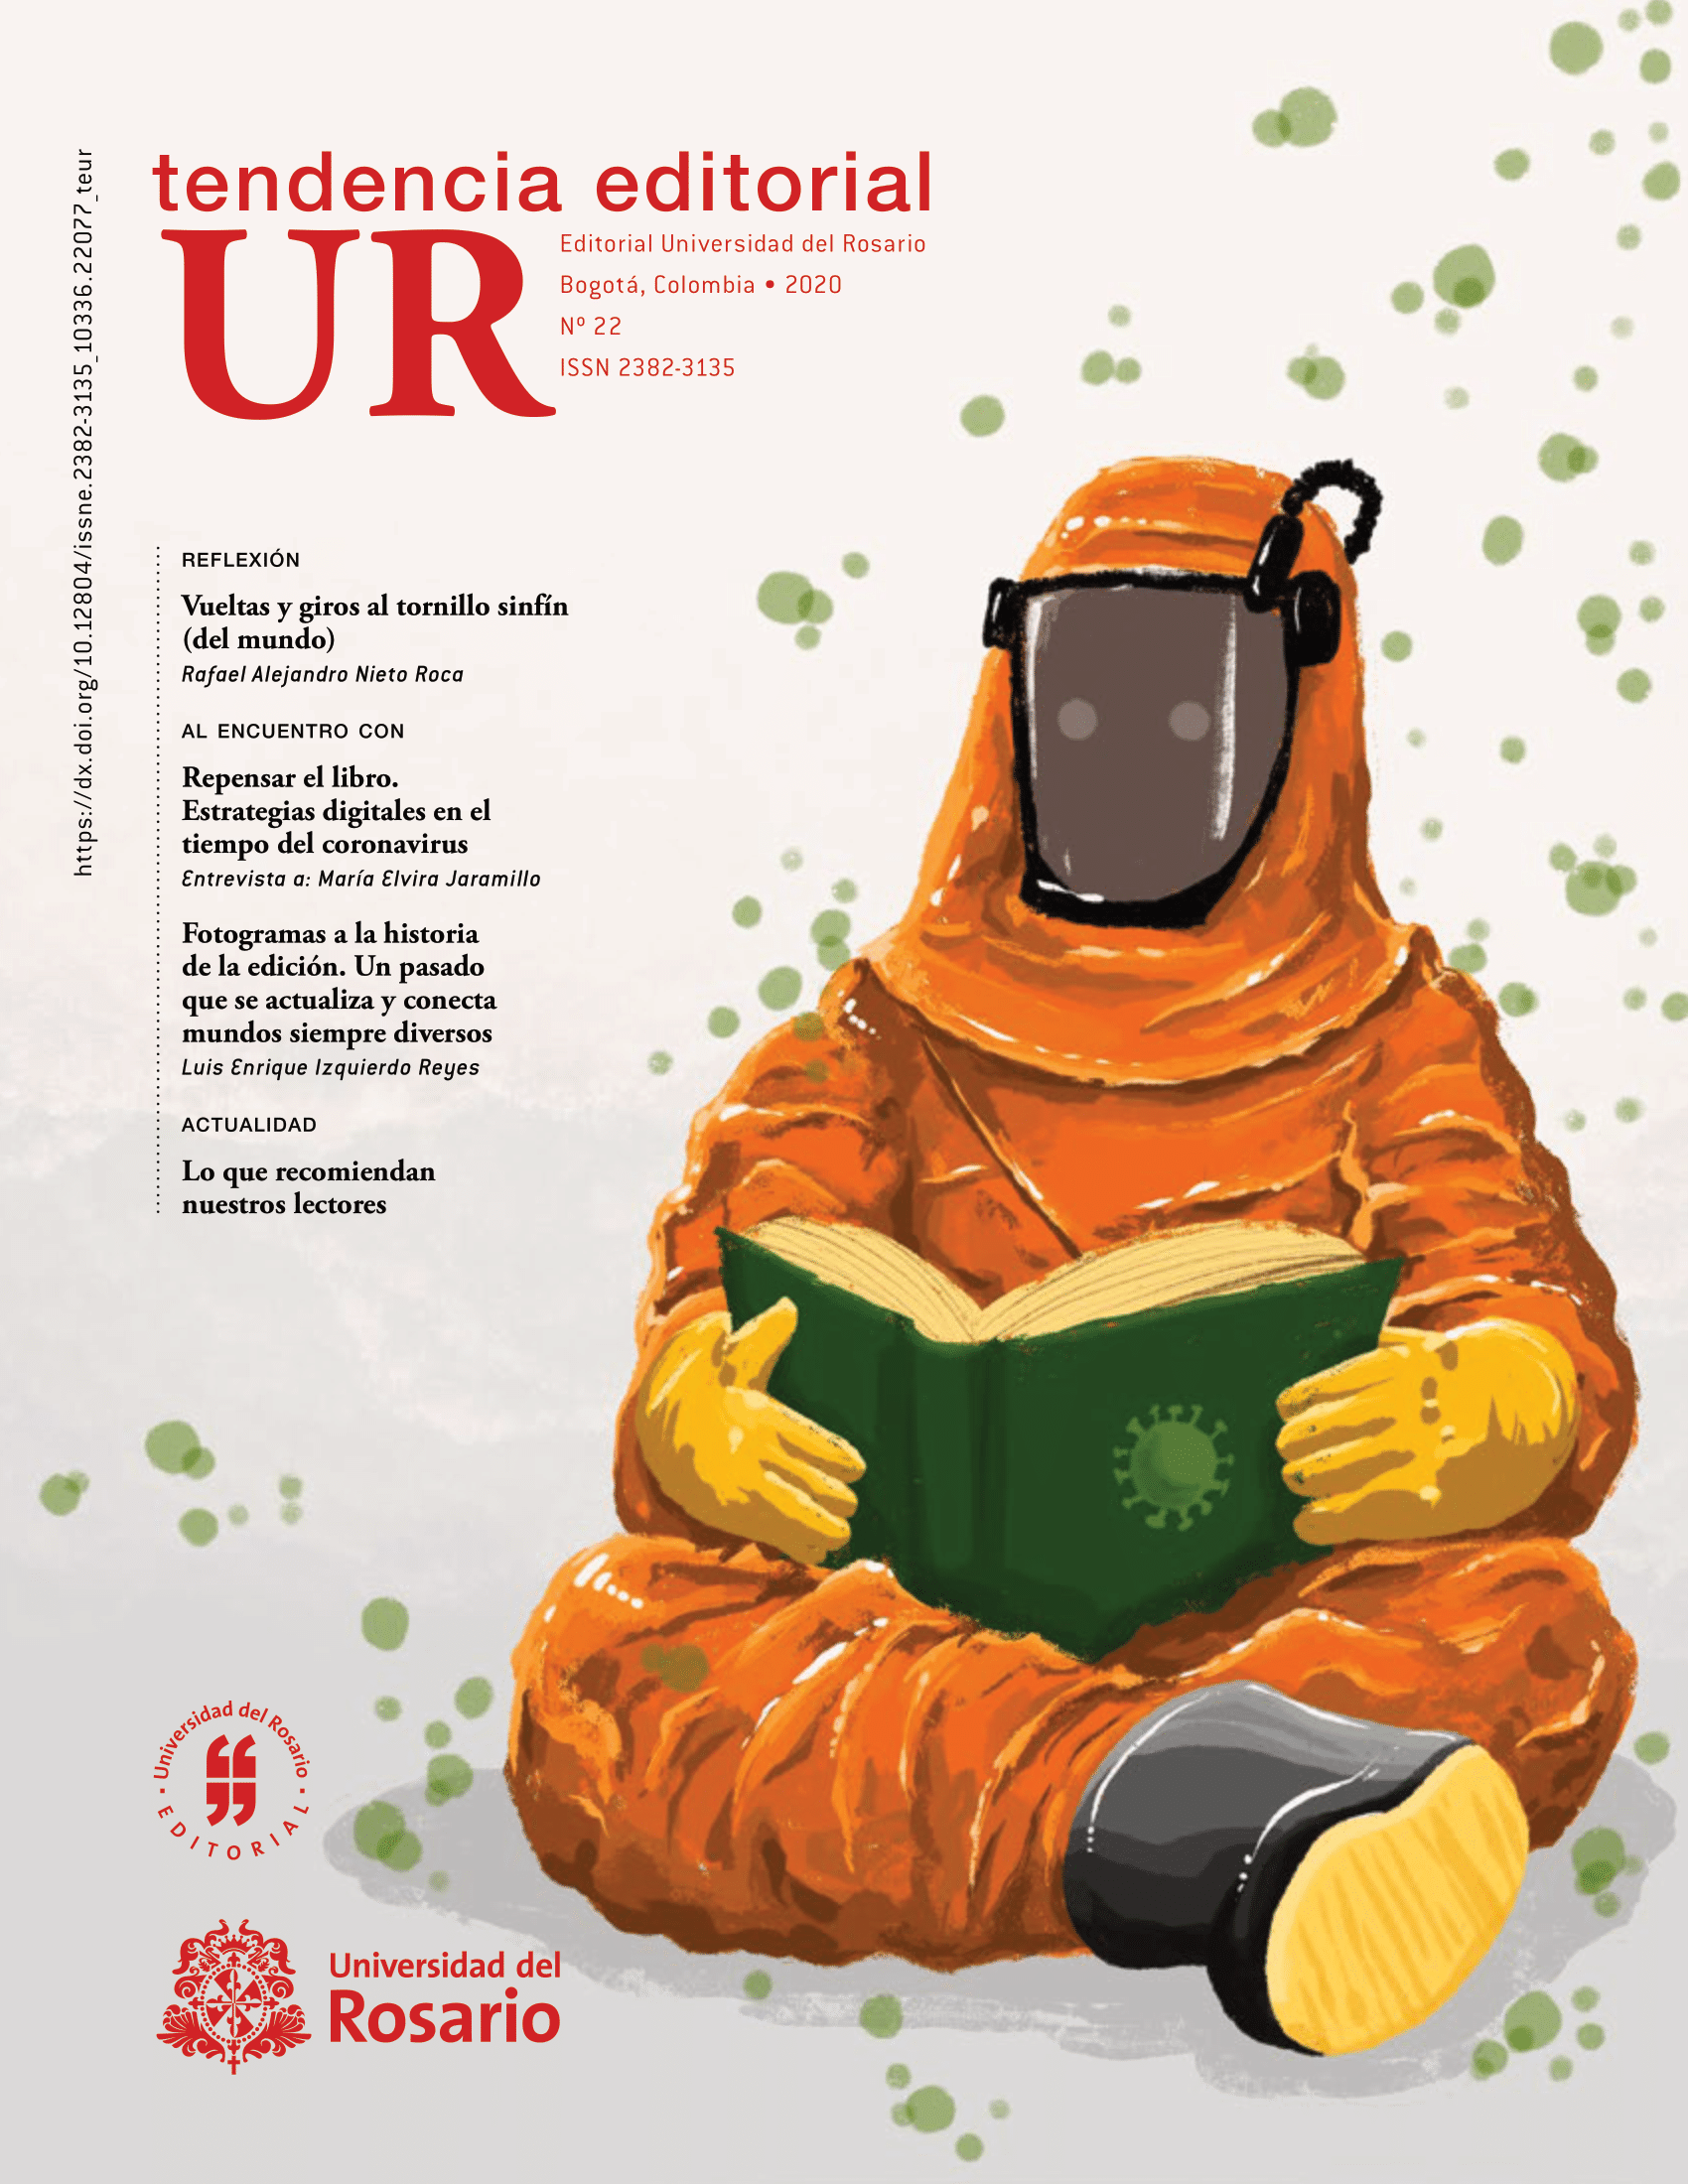 https://dx.doi.org/10.12804/issne.2382-3135_10336.22077_teur
tendencia editorial
UR
Editorial Universidad del Rosario
Bogotá, Colombia • 2020
Nº 22
ISSN 2382-3135
REFLEXIÓN
Vueltas y giros al tornillo sinfín
(del mundo)
Rafael Alejandro Nieto Roca
AL ENCUENTRO CON
Repensar el libro.
Estrategias digitales en el
tiempo del coronavirus
Entrevista a: María Elvira Jaramillo
Fotogramas a la historia
de la edición. Un pasado
que se actualiza y conecta
mundos siempre diversos
Luis Enrique Izquierdo Reyes
ACTUALIDAD
Lo que recomiendan
nuestros lectores
Universidad del Rosario
EDITORIAL
Universidad del
Rosario